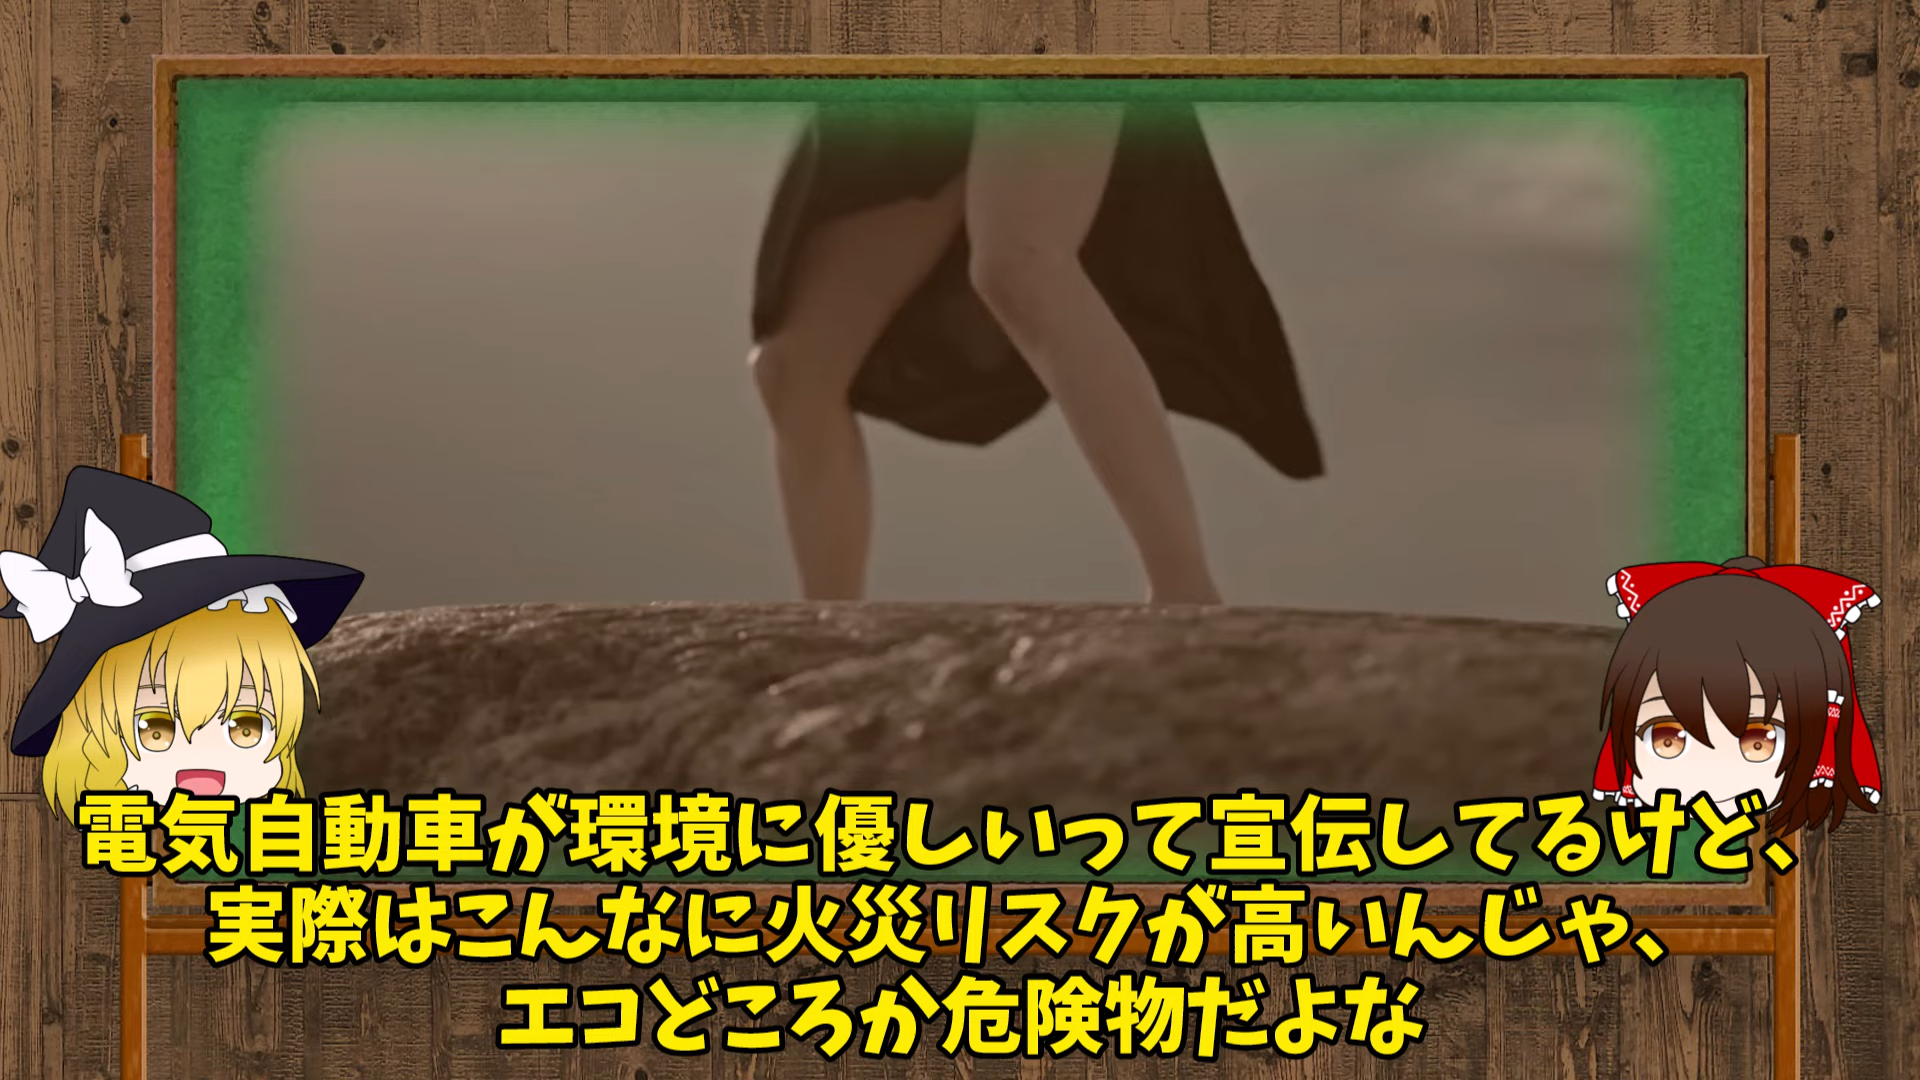 電気自動車が環境に優しいって宣伝してるけど、
実際はこんなに火災リスクが高いんじゃ、
エコどころか危険物だよな